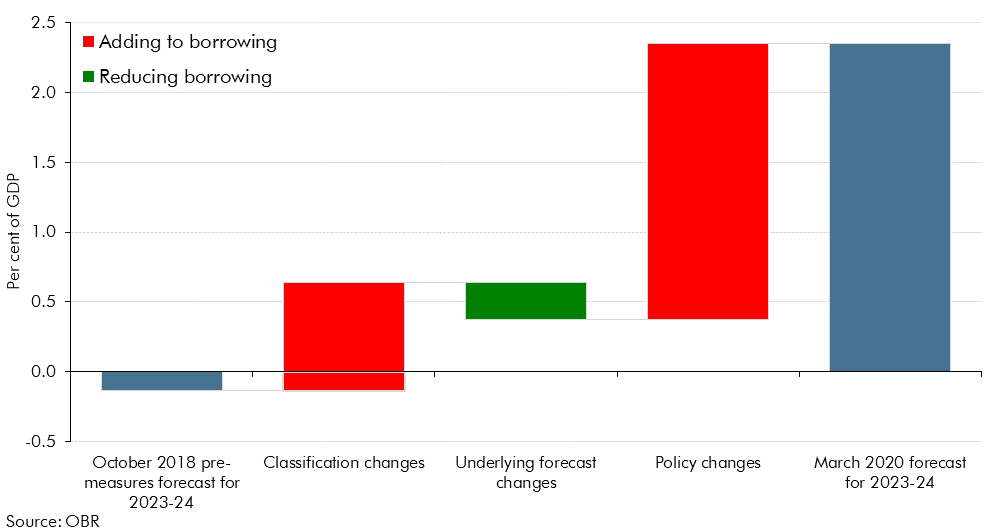 2.5
2.0
1.5
1.0
0.5
0.0
-0.5
Per cent of GDP
Adding to borrowing
Reducing borrowing
October 2018 pre-
measures forecast for
2023-24
Classification changes
Underlying forecast
changes
Policy changes
March 2020 forecast
for 2023-24
Source: OBR